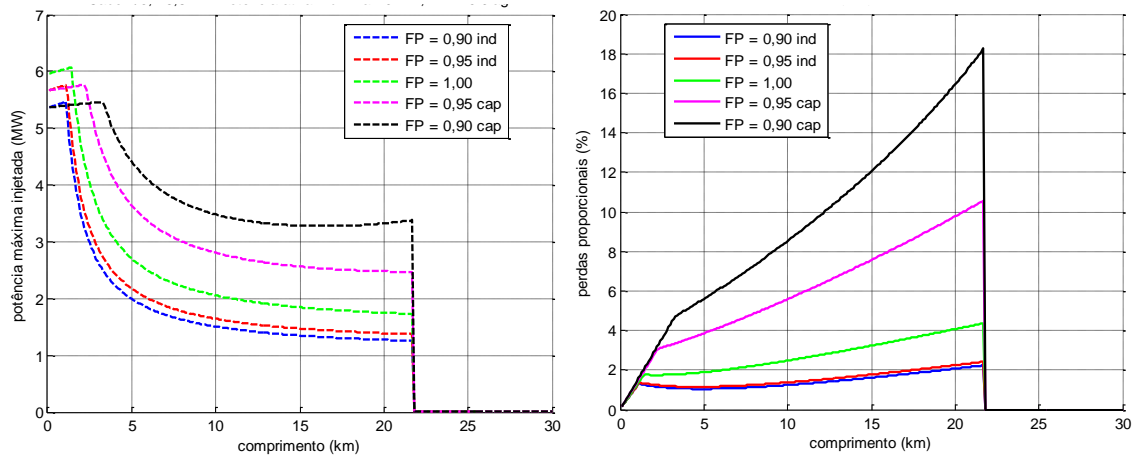 7
6
5
4
3
2
1
0
0 5 10 15 20 25 30
potência máxima injetada (MW)
comprimento (km)
FP = 0,90 ind
FP = 0,95 ind
FP = 1,00
FP = 0,95 cap
FP = 0,90 cap
20
18
16
14
12
10
8
6
4
2
0
0 5 10 15 20 25 30
perdas proporcionais (%)
comprimento (km)
FP = 0,90 ind
FP = 0,95 ind
FP = 1,00
FP = 0,95 cap
FP = 0,90 cap